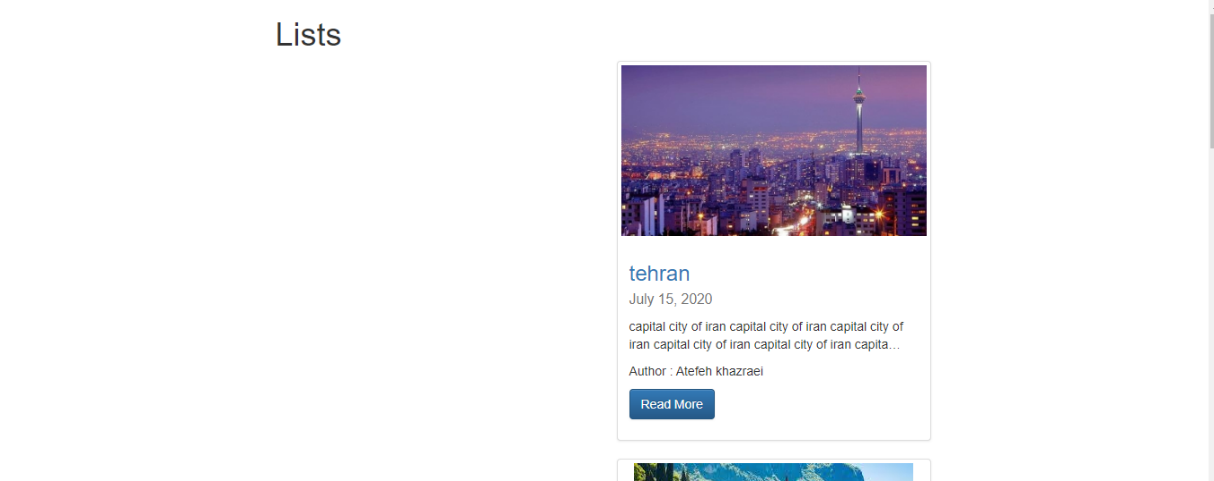 Lists
tehran
July 15, 2020
capital city of iran capital city of iran capital city of
iran capital city of iran capital city of iran capita…
Author : Atefeh khazraei
Read More